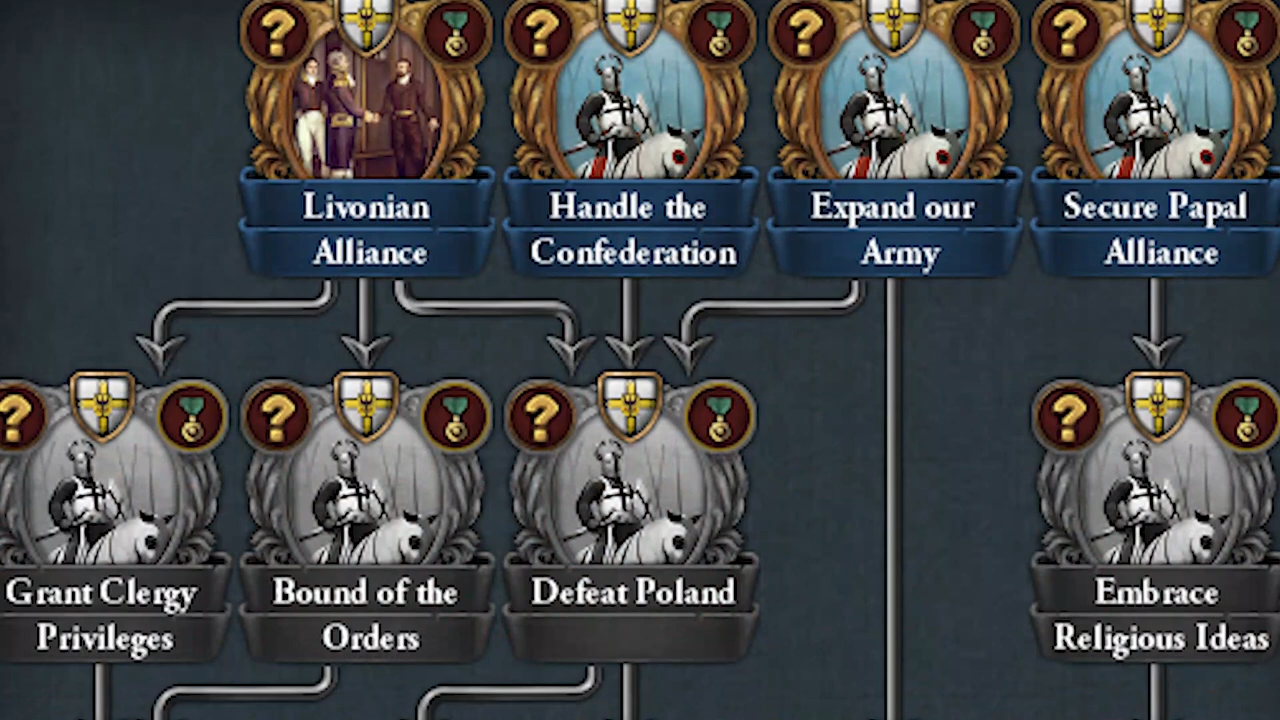 Livonian
Alliance
Handle the
Confederation
Expand our
Army
Secure Papal
Alliance
Grant Clergy
Privileges
Bound of the
Orders
Defeat Poland
Embrace
Religious Ideas